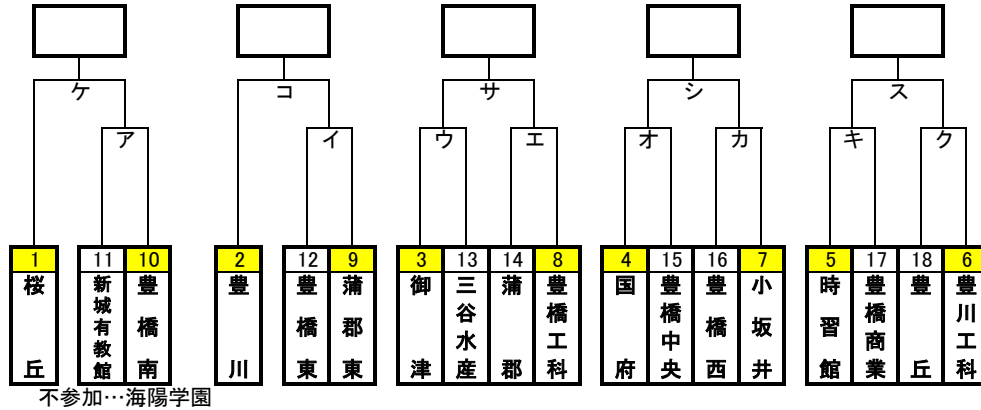 ケ コ サ シ ス
ア イ ウ エ オ カ キ ク
1 11 10 2 12 9 3 13 14 8 4 15 16 7 5 17 18 6
桜丘 新城有教館 豊橋南 豊川 豊橋東 蒲郡東 御津 三谷水産 蒲郡 豊橋工科 国府 豊橋中央 豊橋西 小坂井 時習館 豊橋商業 豊丘 豊川工科
不参加…海陽学園